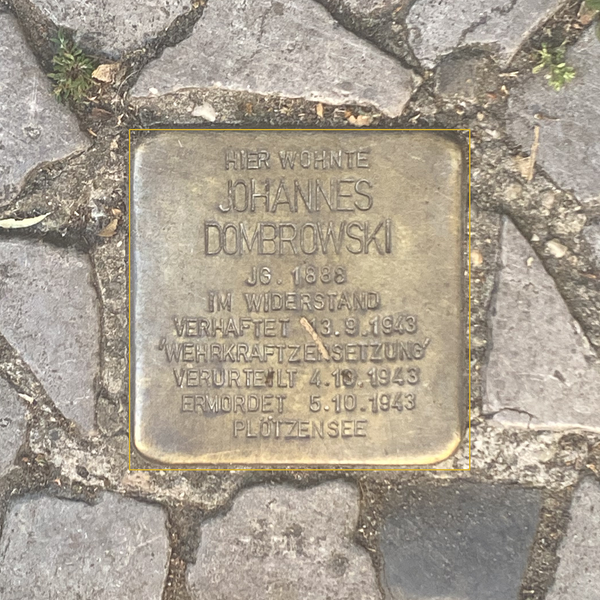 HIER WOHNTE
JOHANNES
DOMBROWSKI
JG. 1898
IM WIDERSTAND
VERHAFTET 13.9.1943
'WEHRKRAFTZERSETZUNG'
VERURTEILT 4.10.1943
ERMORDET 5.10.1943
PLÖTZENSEE